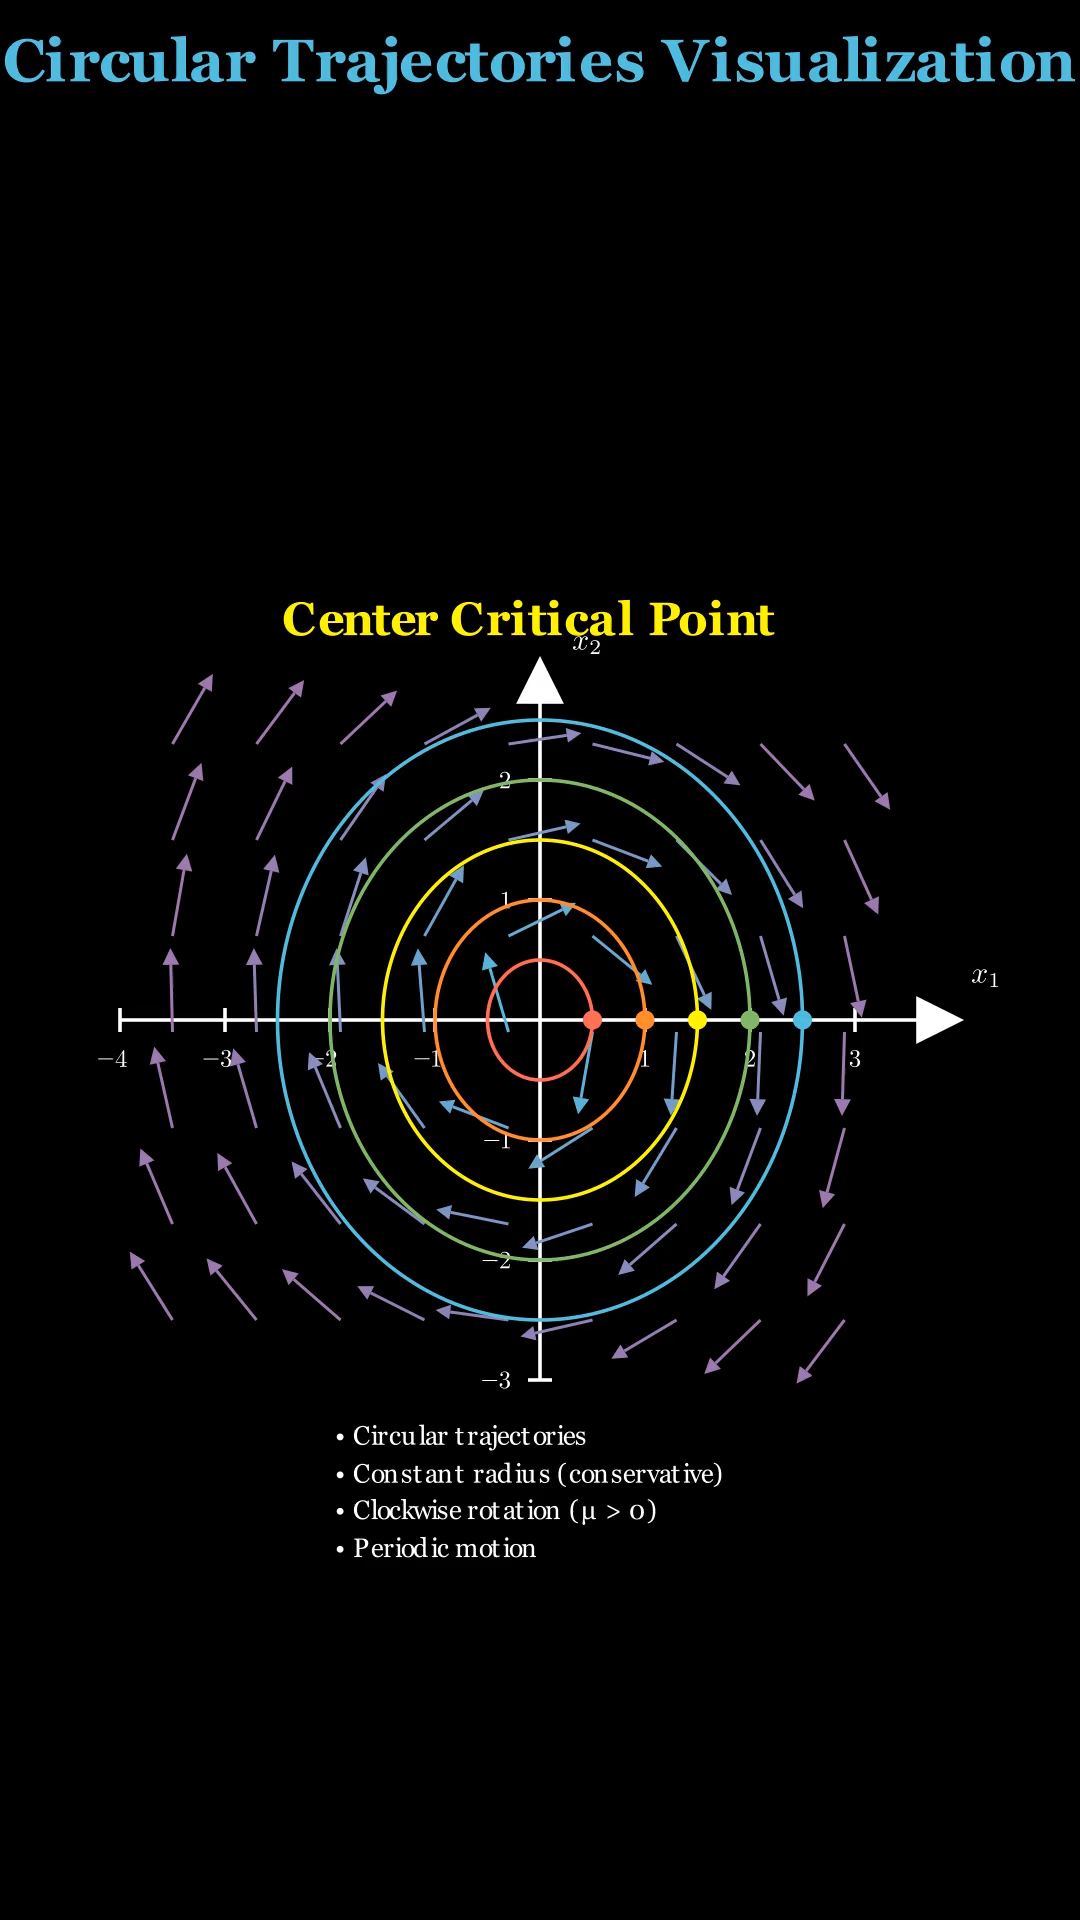 Circular Trajectories Visualization
Center Critical Point
x₂
2
1
x₁
−4 −3 −2 −1 1 2 3
−1
−2
−3
• Circular trajectories
• Constant radius (conservative)
• Clockwise rotation (μ > 0)
• Periodic motion